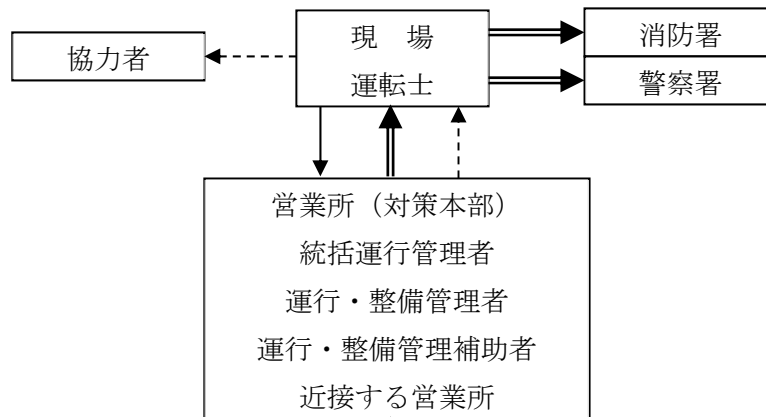 現　場
運転士
協力者
消防署
警察署
営業所（対策本部）
統括運行管理者
運行・整備管理者
運行・整備管理補助者
近接する営業所